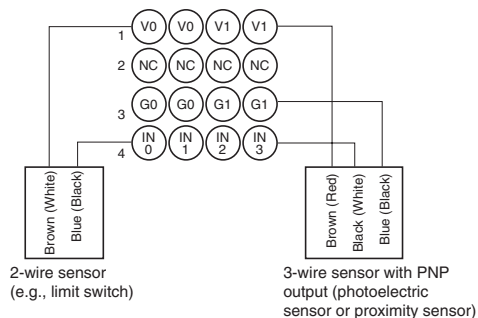 1 V0 V0 V1 V1
2 NC NC NC NC
3 G0 G0 G1 G1
4 IN 0 IN 1 IN 2 IN 3
Brown (White)
Blue (Black)
Brown (Red)
Black (White)
Blue (Black)
2-wire sensor
(e.g., limit switch)
3-wire sensor with PNP
output (photoelectric
sensor or proximity sensor)